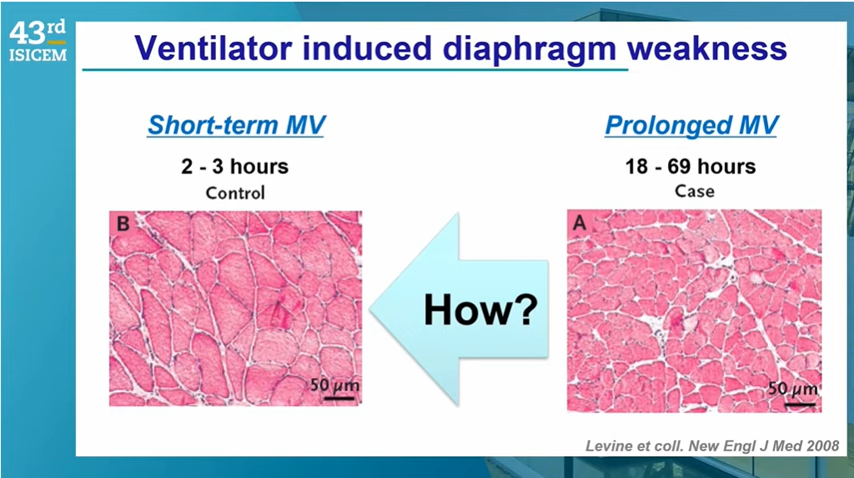 43rd
ISICEM
Ventilator induced diaphragm weakness
Short-term MV
2 - 3 hours
Control
B
50 µm
How?
Prolonged MV
18 - 69 hours
Case
A
50 µm
Levine et coll. New Engl J Med 2008